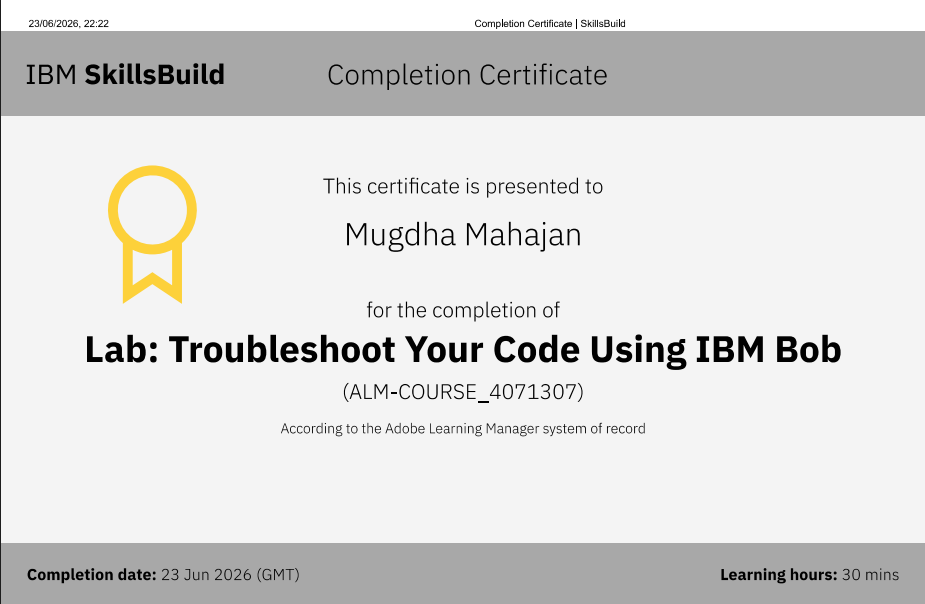 23/06/2026, 22:22 Completion Certificate | SkillsBuild
IBM SkillsBuild Completion Certificate
This certificate is presented to
Mugdha Mahajan
for the completion of
Lab: Troubleshoot Your Code Using IBM Bob
(ALM-COURSE_4071307)
According to the Adobe Learning Manager system of record
Completion date: 23 Jun 2026 (GMT) Learning hours: 30 mins